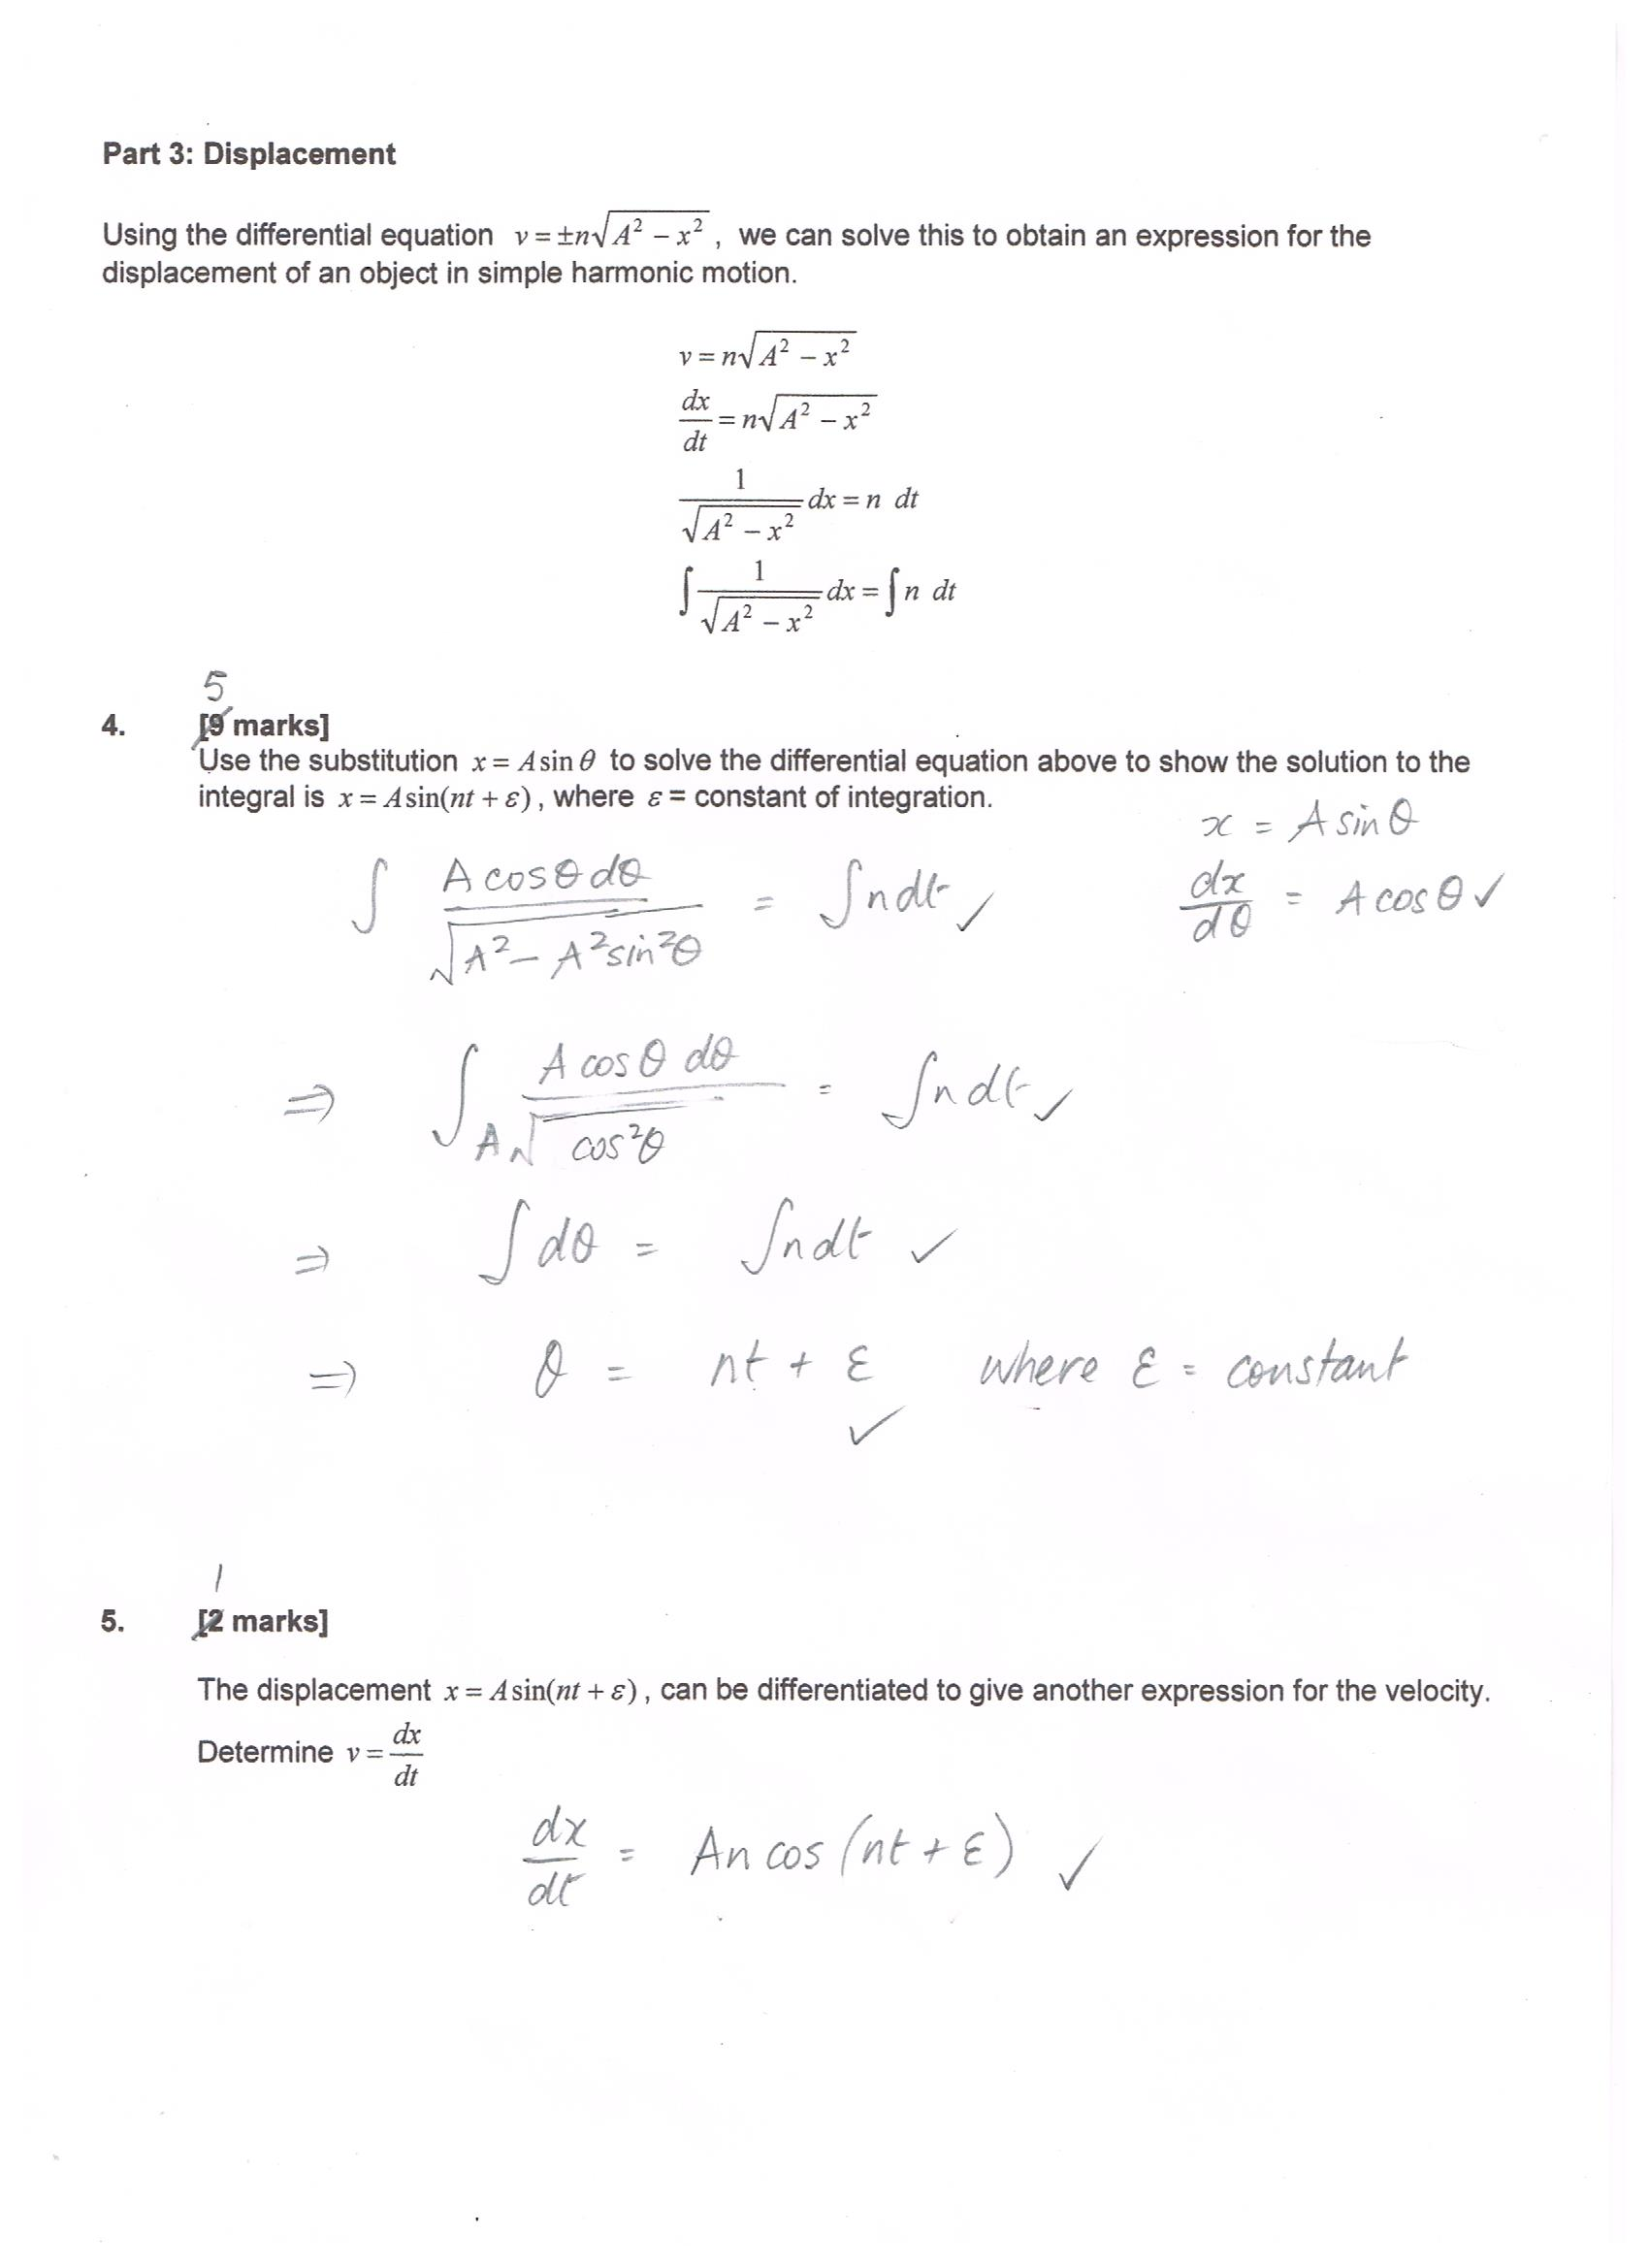 Part 3: Displacement
Using the differential equation v = ±n√(A² − x²) , we can solve this to obtain an expression for the
displacement of an object in simple harmonic motion.
v = n√(A² − x²)
dx/dt = n√(A² − x²)
1/√(A² − x²) dx = n dt
∫ 1/√(A² − x²) dx = ∫ n dt
5
4. [9 marks]
Use the substitution x = A sin θ to solve the differential equation above to show the solution to the
integral is x = A sin(nt + ε) , where ε = constant of integration.
x = A sin θ
∫ A cos θ dθ / √(A² − A² sin² θ) = ∫ n dt ✓ dx/dθ = A cos θ ✓
⇒ ∫ A cos θ dθ / A√(cos² θ) = ∫ n dt ✓
⇒ ∫ dθ = ∫ n dt ✓
⇒ θ = nt + ε where ε = constant
✓
1
5. [2 marks]
The displacement x = A sin(nt + ε) , can be differentiated to give another expression for the velocity.
Determine v = dx/dt
dx/dt = An cos (nt + ε) ✓